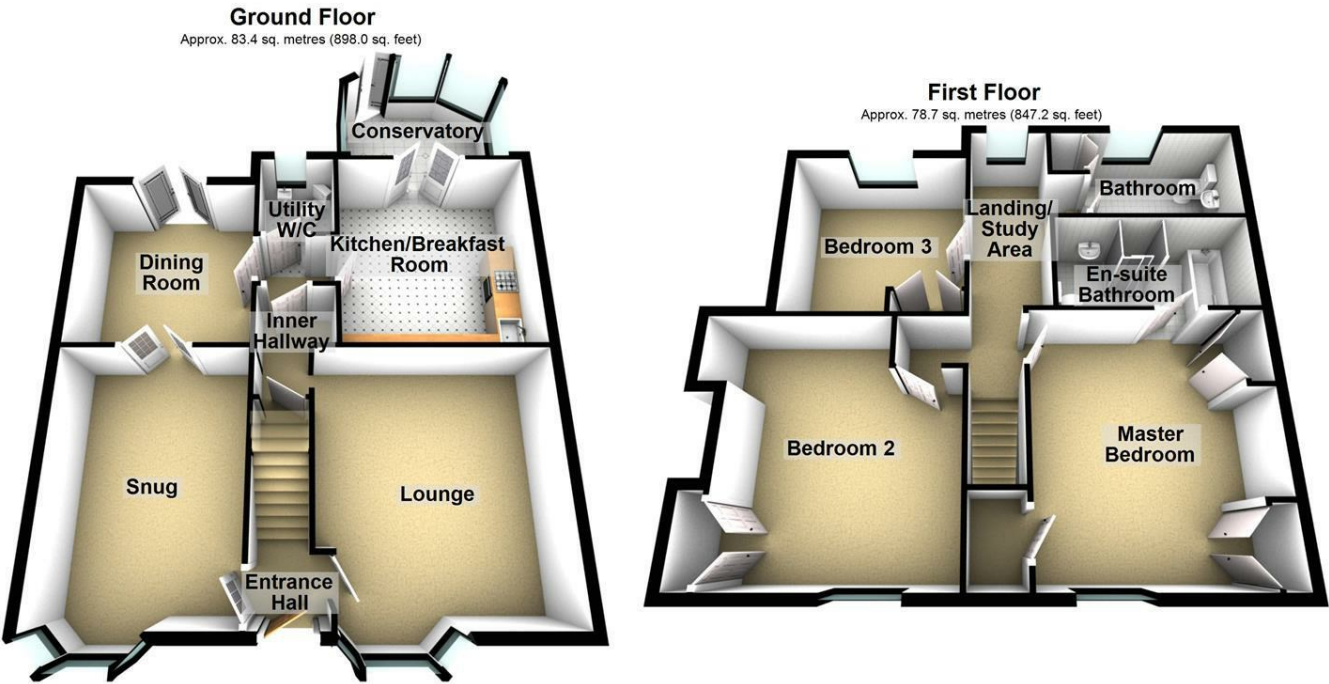 Ground Floor
Approx. 83.4 sq. metres (898.0 sq. feet)
Conservatory
Utility
W/C
Kitchen/Breakfast
Room
Dining
Room
Inner
Hallway
Snug
Lounge
Entrance
Hall
First Floor
Approx. 78.7 sq. metres (847.2 sq. feet)
Bathroom
Landing/
Study
Area
Bedroom 3
En-suite
Bathroom
Bedroom 2
Master
Bedroom